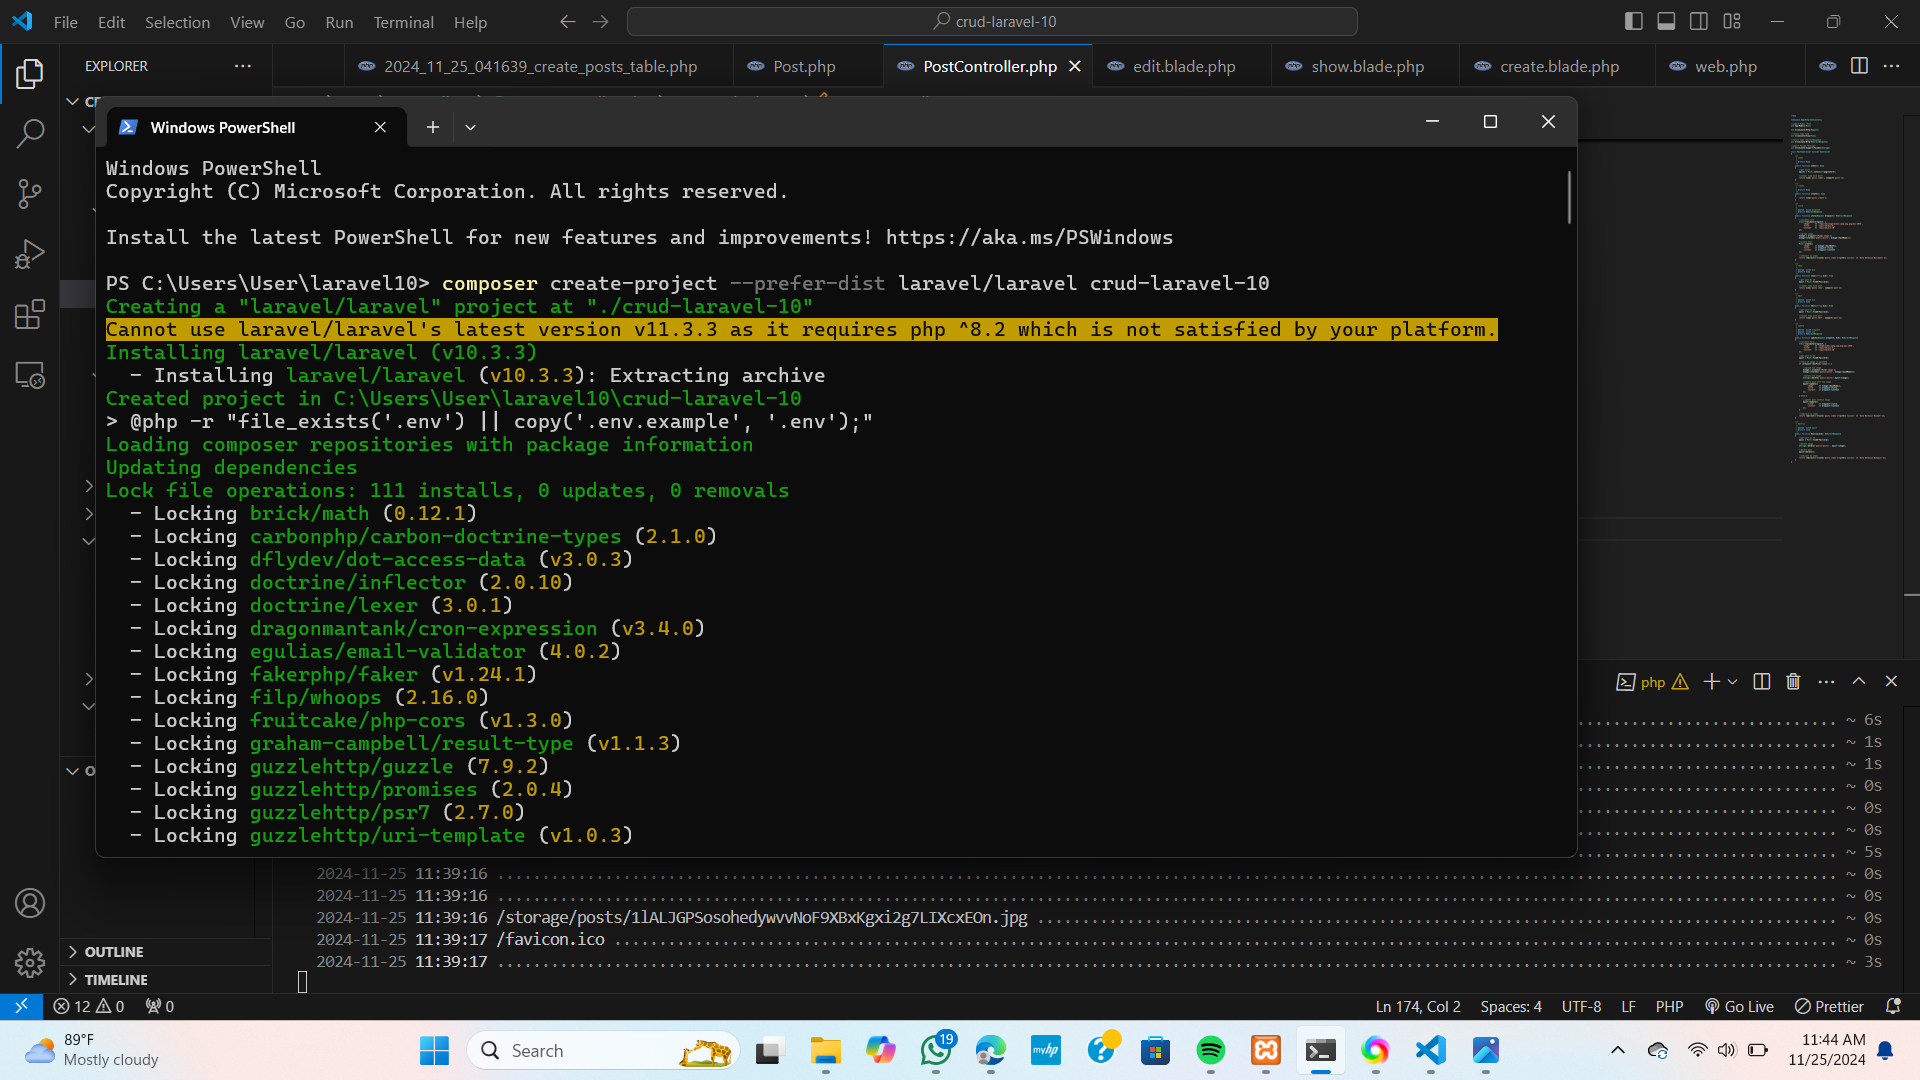 File Edit Selection View Go Run Terminal Help
crud-laravel-10
EXPLORER
2024_11_25_041639_create_posts_table.php
Post.php
PostController.php
edit.blade.php
show.blade.php
create.blade.php
web.php
Windows PowerShell
Windows PowerShell
Copyright (C) Microsoft Corporation. All rights reserved.
Install the latest PowerShell for new features and improvements! https://aka.ms/PSWindows
PS C:\Users\User\laravel10> composer create-project --prefer-dist laravel/laravel crud-laravel-10
Creating a "laravel/laravel" project at "./crud-laravel-10"
Cannot use laravel/laravel's latest version v11.3.3 as it requires php ^8.2 which is not satisfied by your platform.
Installing laravel/laravel (v10.3.3)
- Installing laravel/laravel (v10.3.3): Extracting archive
Created project in C:\Users\User\laravel10\crud-laravel-10
> @php -r "file_exists('.env') || copy('.env.example', '.env');"
Loading composer repositories with package information
Updating dependencies
Lock file operations: 111 installs, 0 updates, 0 removals
- Locking brick/math (0.12.1)
- Locking carbonphp/carbon-doctrine-types (2.1.0)
- Locking dflydev/dot-access-data (v3.0.3)
- Locking doctrine/inflector (2.0.10)
- Locking doctrine/lexer (3.0.1)
- Locking dragonmantank/cron-expression (v3.4.0)
- Locking egulias/email-validator (4.0.2)
- Locking fakerphp/faker (v1.24.1)
- Locking filp/whoops (2.16.0)
- Locking fruitcake/php-cors (v1.3.0)
- Locking graham-campbell/result-type (v1.1.3)
- Locking guzzlehttp/guzzle (7.9.2)
- Locking guzzlehttp/promises (2.0.4)
- Locking guzzlehttp/psr7 (2.7.0)
- Locking guzzlehttp/uri-template (v1.0.3)
php
~ 6s
~ 1s
~ 1s
~ 0s
~ 0s
~ 0s
~ 5s
2024-11-25 11:39:16 ~ 0s
2024-11-25 11:39:16 ~ 0s
2024-11-25 11:39:16 /storage/posts/1lALJGPSosohedywvvNoF9XBxKgxi2g7LIXcxEOn.jpg ~ 0s
2024-11-25 11:39:17 /favicon.ico ~ 0s
2024-11-25 11:39:17 ~ 3s
OUTLINE
TIMELINE
12 0 0
Ln 174, Col 2 Spaces: 4 UTF-8 LF PHP Go Live Prettier
89°F
Mostly cloudy
Search
19
myhp
11:44 AM
11/25/2024